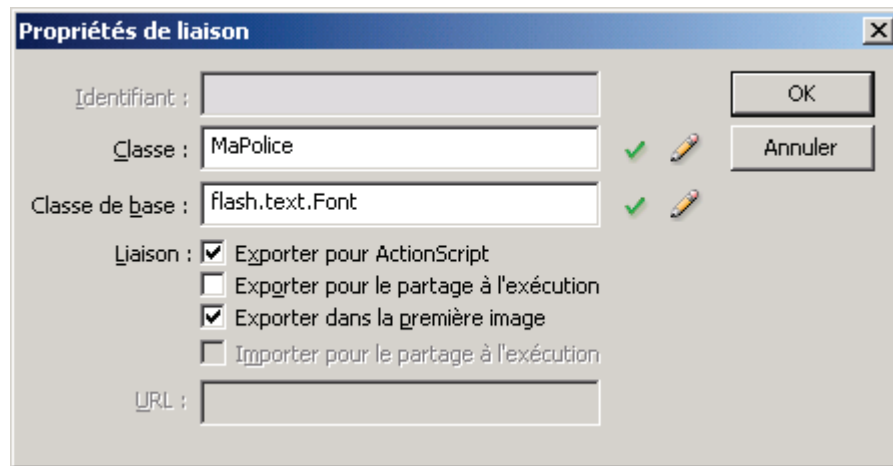 Propriétés de liaison
Identifiant :
OK
Classe : MaPolice
Annuler
Classe de base : flash.text.Font
Liaison : Exporter pour ActionScript
Exporter pour le partage à l'exécution
Exporter dans la première image
Importer pour le partage à l'exécution
URL :